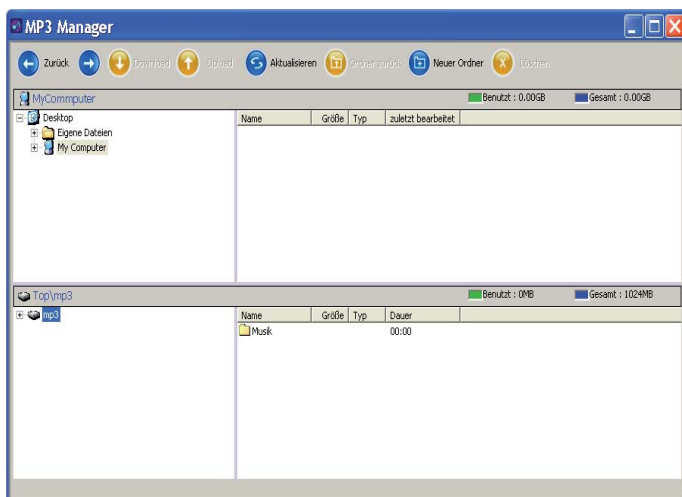 MP3 Manager
Zurück Download Upload Aktualisieren Ordner zurück Neuer Ordner Löschen
MyCommputer Benutzt : 0.00GB Gesamt : 0.00GB
Desktop Name Größe Typ zuletzt bearbeitet
Eigene Dateien
My Computer
Top\mp3 Benutzt : 0MB Gesamt : 1024MB
mp3 Name Größe Typ Dauer
Musik 00:00